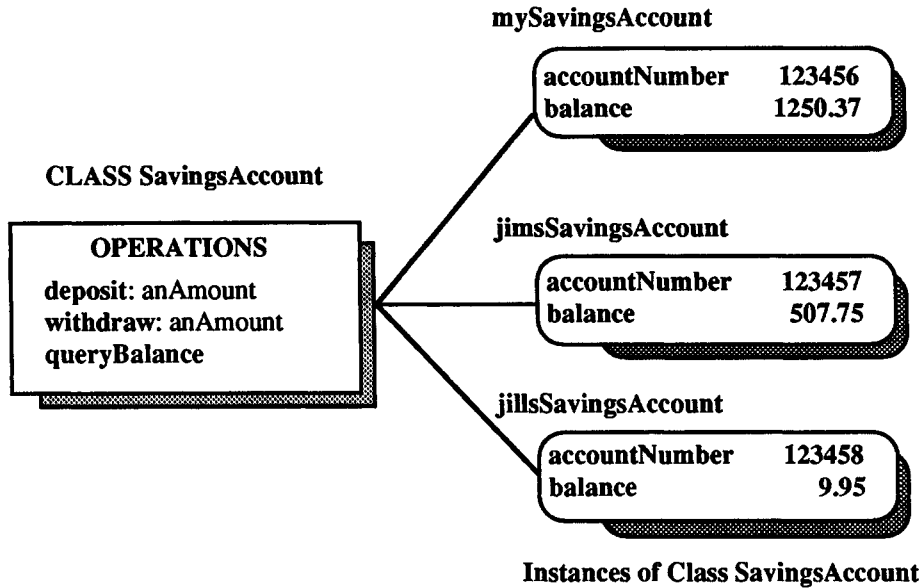 mySavingsAccount
accountNumber 123456
balance 1250.37
CLASS SavingsAccount
OPERATIONS
deposit: anAmount
withdraw: anAmount
queryBalance
jimsSavingsAccount
accountNumber 123457
balance 507.75
jillsSavingsAccount
accountNumber 123458
balance 9.95
Instances of Class SavingsAccount